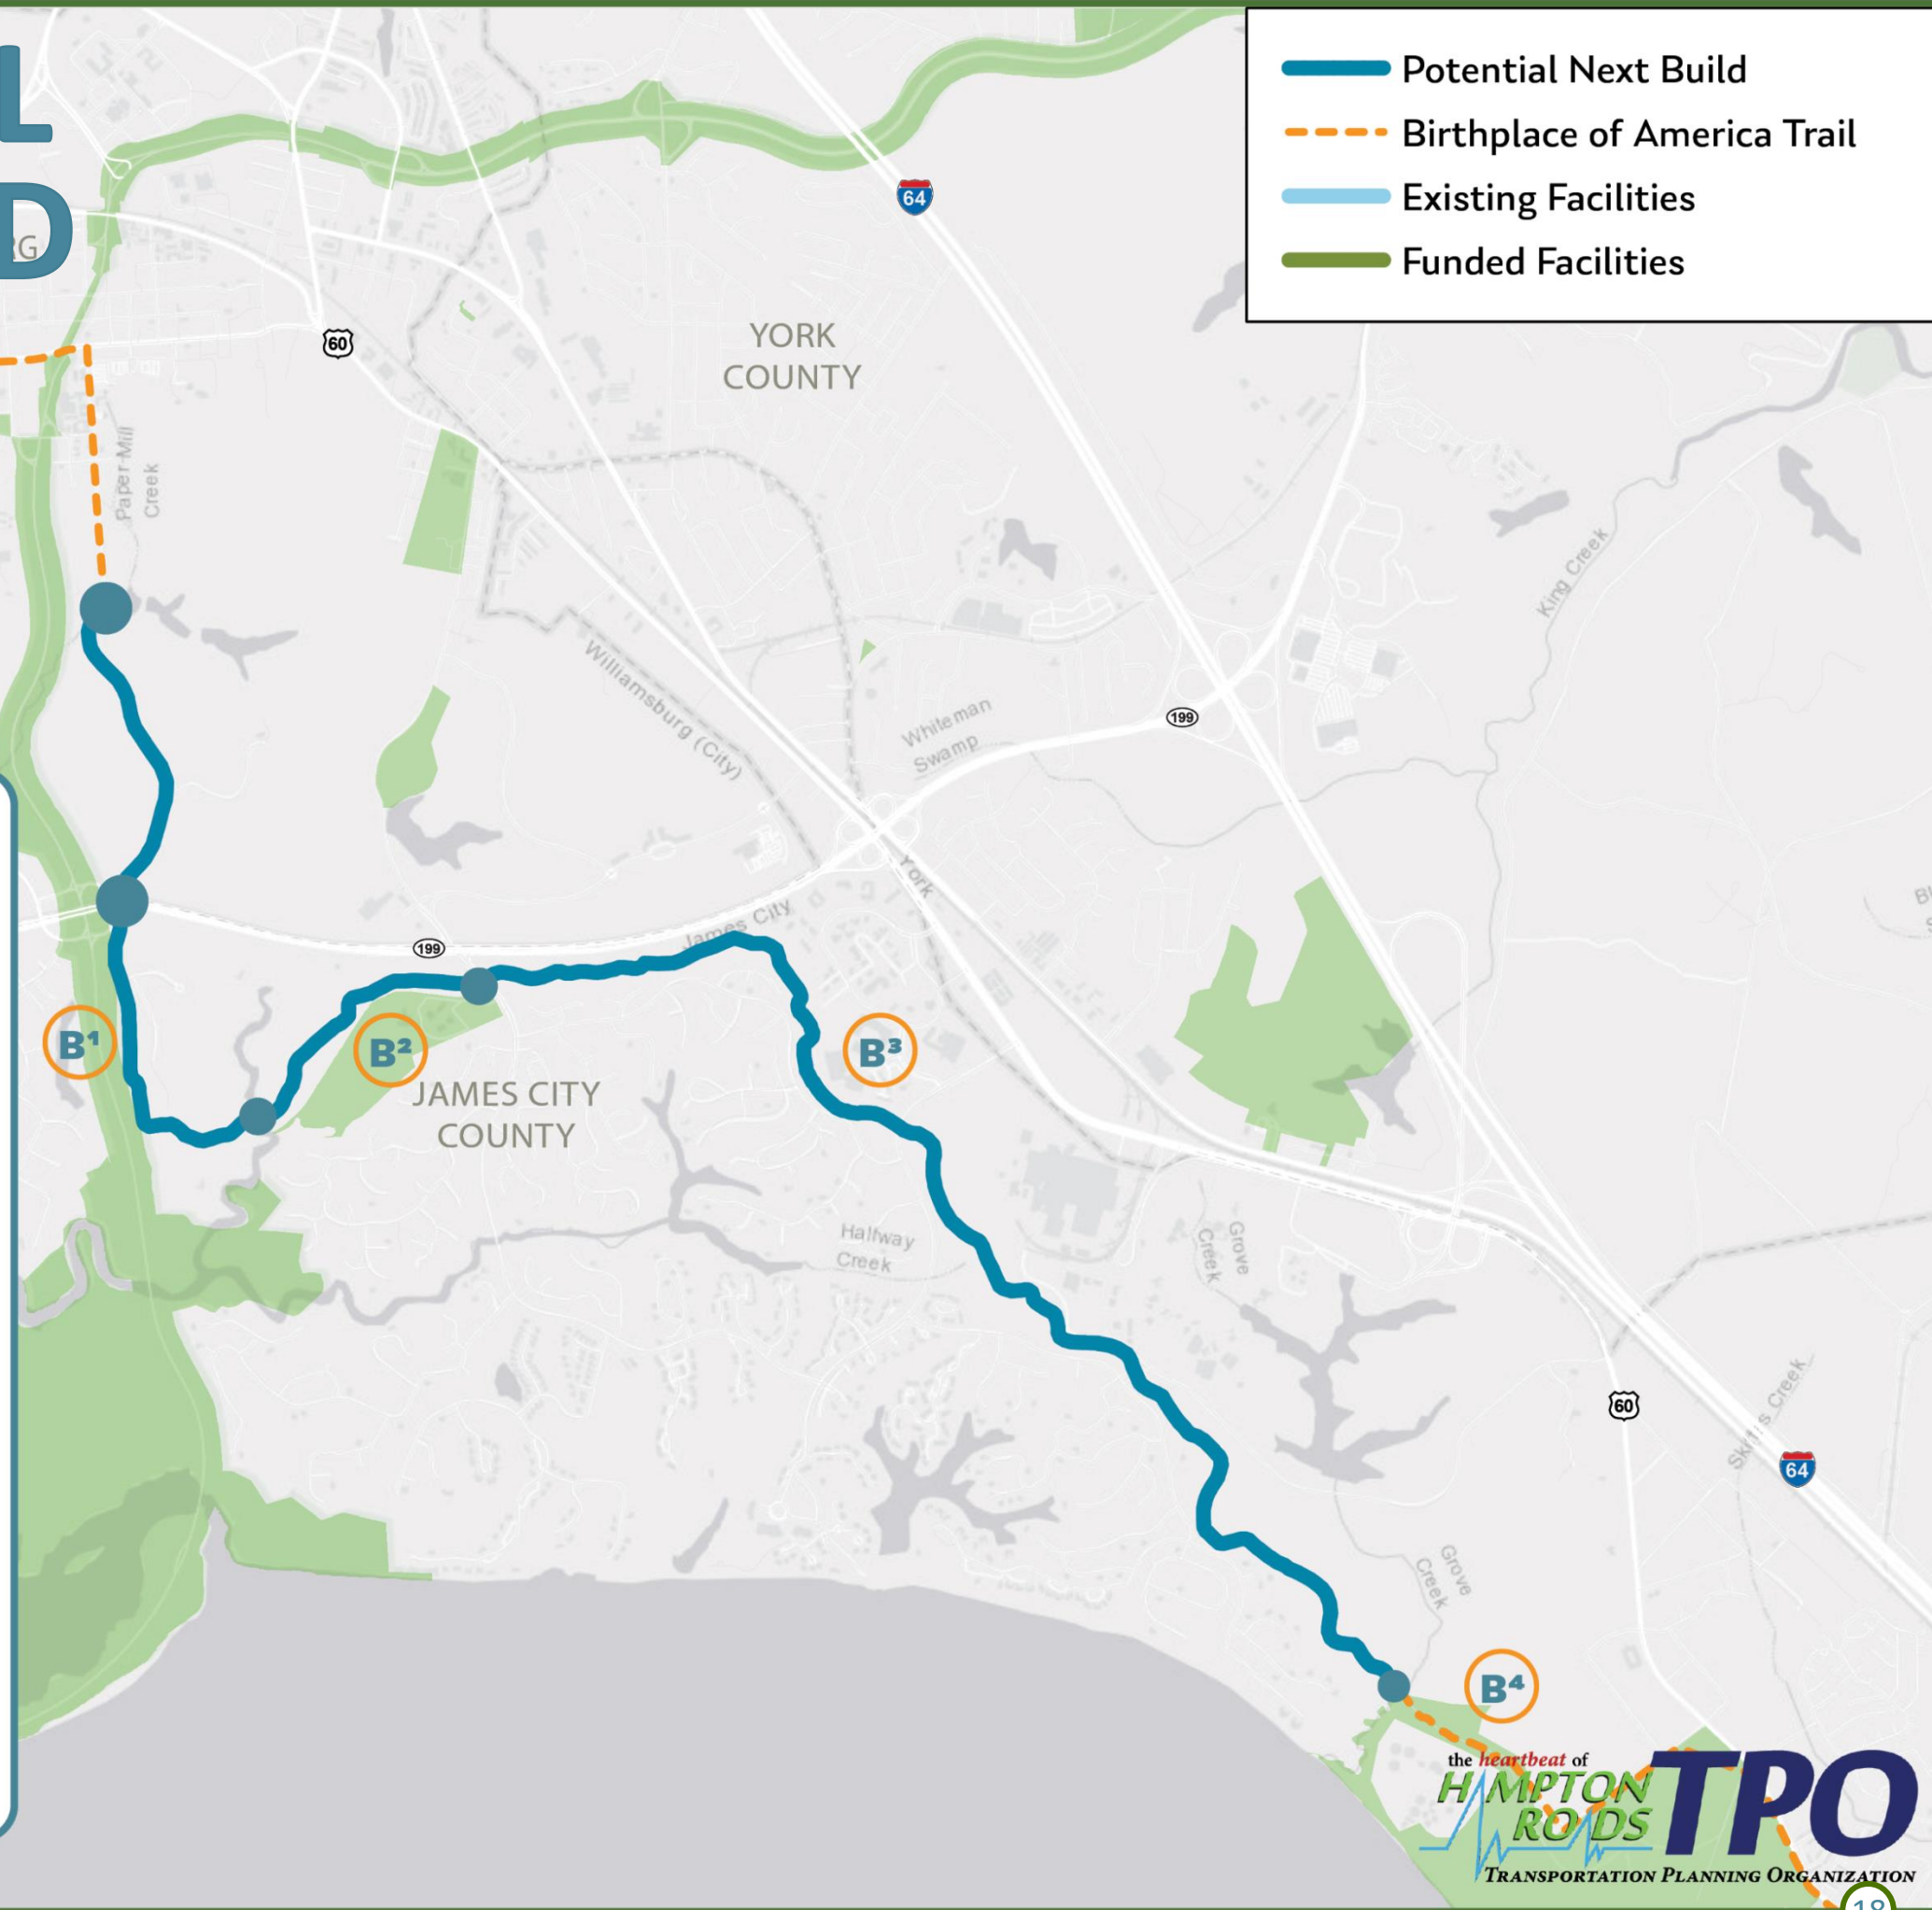 L
D
Potential Next Build
Birthplace of America Trail
Existing Facilities
Funded Facilities
64
60
YORK
COUNTY
Paper Mill
Creek
King Creek
Williamsburg (City)
Whiteman
Swamp
199
York
James City
199
B¹
B²
B³
JAMES CITY
COUNTY
Halfway
Creek
Grove
Creek
60
64
Grove
Creek
B⁴
the heartbeat of
HAMPTON
ROADS
TPO
TRANSPORTATION PLANNING ORGANIZATION
18